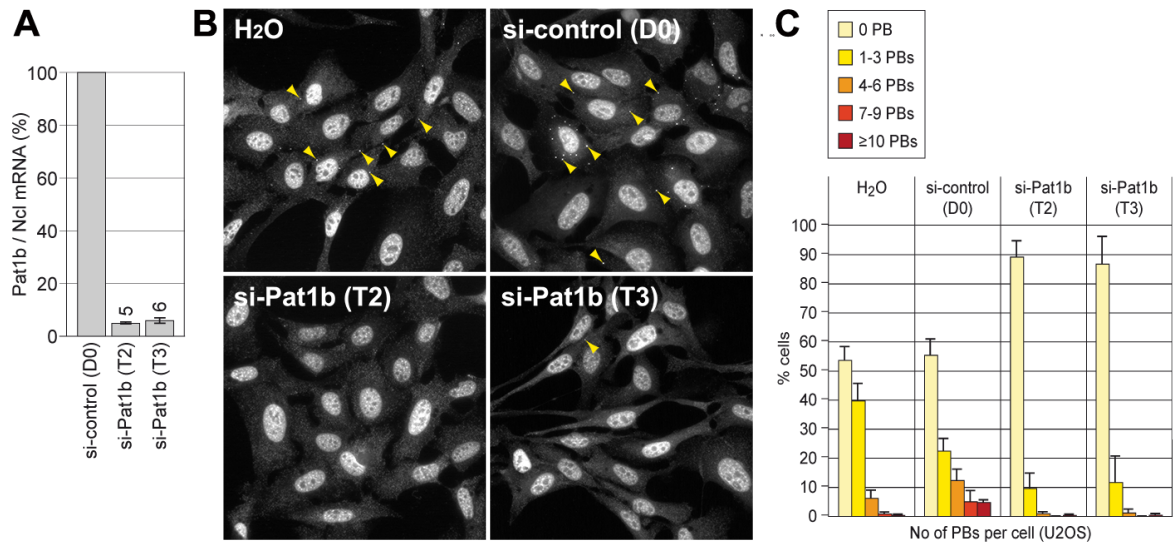 A
Pat1b / Ncl mRNA (%)
100
80
60
40
20
0
5
6
si-control (D0)
si-Pat1b (T2)
si-Pat1b (T3)
B
H2O
si-control (D0)
si-Pat1b (T2)
si-Pat1b (T3)
C
0 PB
1-3 PBs
4-6 PBs
7-9 PBs
≥10 PBs
H2O
si-control
(D0)
si-Pat1b
(T2)
si-Pat1b
(T3)
% cells
100
90
80
70
60
50
40
30
20
10
0
No of PBs per cell (U2OS)